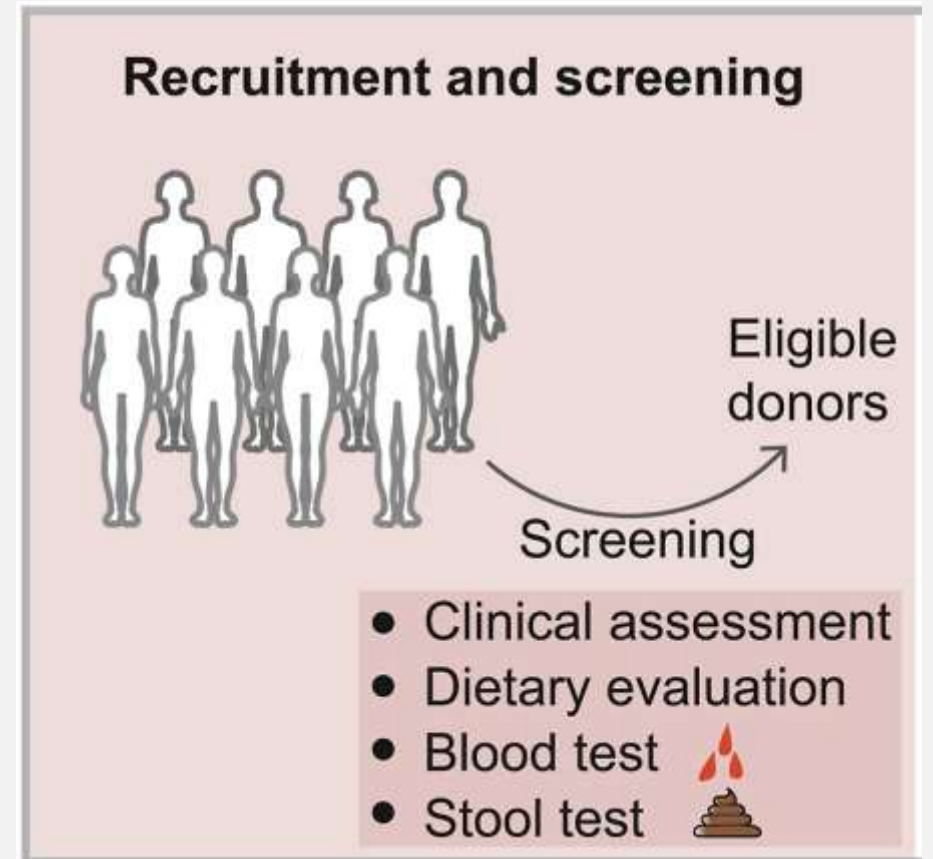 Recruitment and screening
Eligible
donors
Screening
● Clinical assessment
● Dietary evaluation
● Blood test
● Stool test